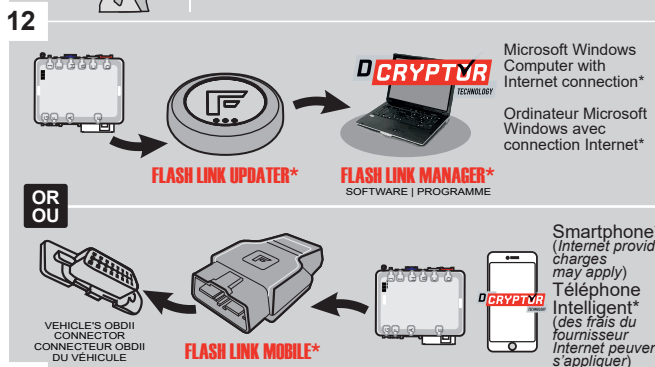 12
DCRYPTOR
TECHNOLOGY
Microsoft Windows
Computer with
Internet connection*
Ordinateur Microsoft
Windows avec
connection Internet*
FLASH LINK UPDATER*
FLASH LINK MANAGER*
SOFTWARE | PROGRAMME
OR
OU
VEHICLE'S OBDII
CONNECTOR
CONNECTEUR OBDII
DU VÉHICULE
FLASH LINK MOBILE*
DCRYPTOR
TECHNOLOGY
Smartphone
(Internet provid
charges
may apply)
Téléphone
Intelligent*
(des frais du
fournisseur
Internet peuven
s'appliquer)